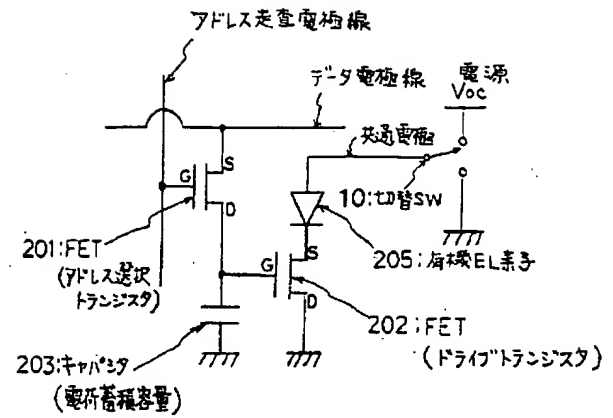 アドレス走査電極線
データ電極線
電源
Voc
共通電極
G
S
D
10:切替SW
201:FET
(アドレス選択
トランジスタ)
205:有機EL素子
G
S
D
202:FET
(ドライブトランジスタ)
203:キャパシタ
(電荷蓄積容量)